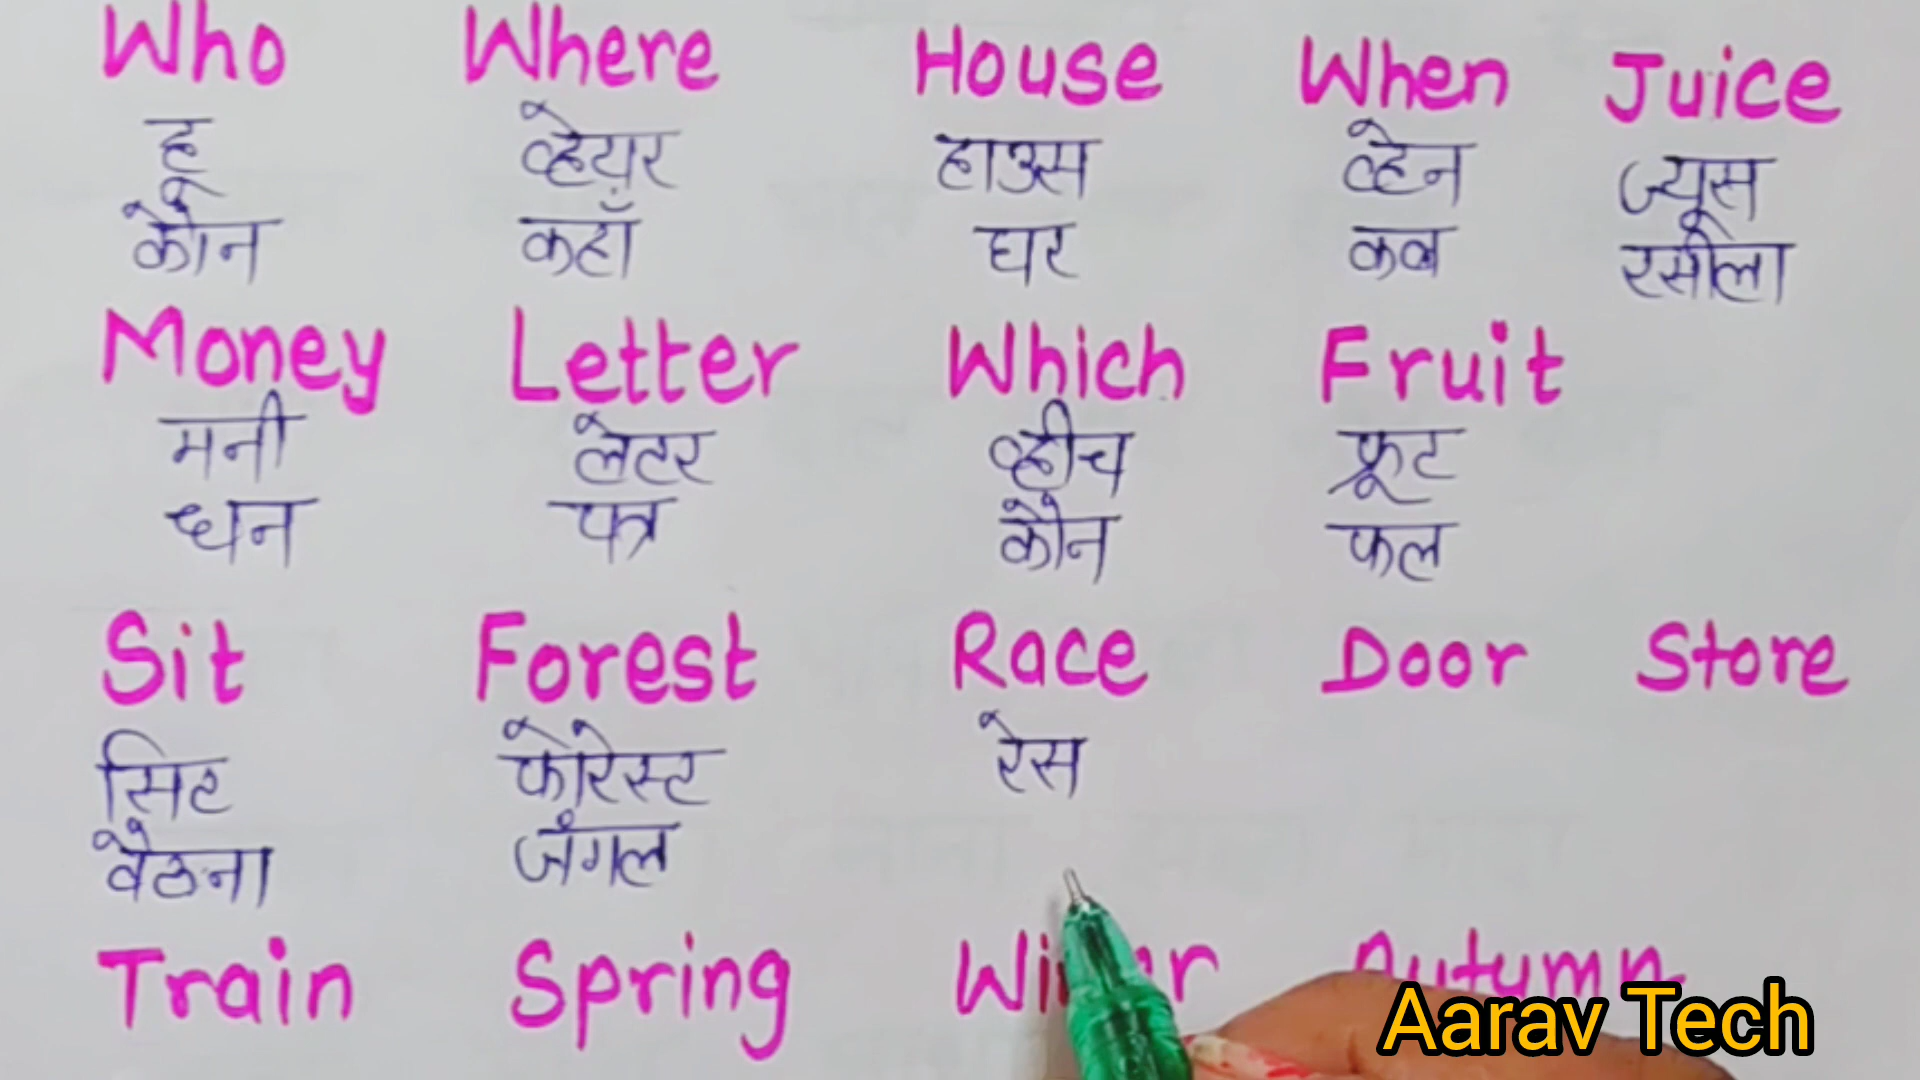 Who Where House When Juice
हू व्हेय़र हाउस व्हेन ज्यूस
कौन कहाँ घर कब रसीला
Money Letter Which Fruit
मनी लेटर व्हीच फ्रूट
धन पत्र कौन फल
Sit Forest Race Door Store
सिट फोरेस्ट रेस
बैठना जंगल
Train Spring Autumn
Aarav Tech